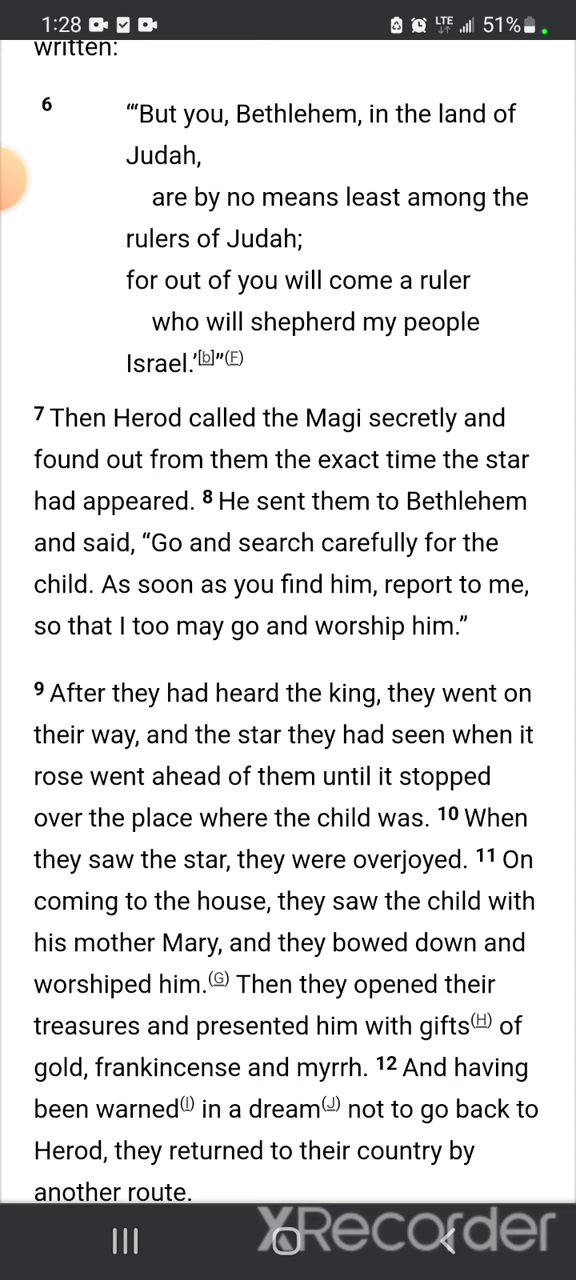 1:28
LTE
51%
written:
6
“‘But you, Bethlehem, in the land of
Judah,
are by no means least among the
rulers of Judah;
for out of you will come a ruler
who will shepherd my people
Israel.’[b]”(F)
7 Then Herod called the Magi secretly and
found out from them the exact time the star
had appeared. 8 He sent them to Bethlehem
and said, “Go and search carefully for the
child. As soon as you find him, report to me,
so that I too may go and worship him.”
9 After they had heard the king, they went on
their way, and the star they had seen when it
rose went ahead of them until it stopped
over the place where the child was. 10 When
they saw the star, they were overjoyed. 11 On
coming to the house, they saw the child with
his mother Mary, and they bowed down and
worshiped him.(G) Then they opened their
treasures and presented him with gifts(H) of
gold, frankincense and myrrh. 12 And having
been warned(I) in a dream(J) not to go back to
Herod, they returned to their country by
another route.
XRecorder